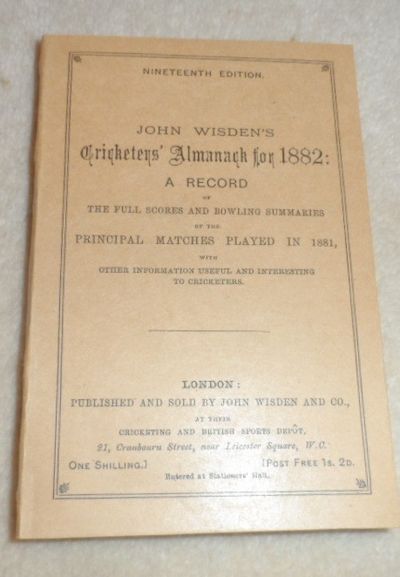 NINETEENTH EDITION.
JOHN WISDEN'S
Cricketers' Almanack for 1882:
A RECORD
OF
THE FULL SCORES AND BOWLING SUMMARIES
OF THE
PRINCIPAL MATCHES PLAYED IN 1881,
WITH
OTHER INFORMATION USEFUL AND INTERESTING
TO CRICKETERS.
LONDON:
PUBLISHED AND SOLD BY JOHN WISDEN AND CO.,
AT THEIR
CRICKETING AND BRITISH SPORTS DEPÔT,
21, Cranbourn Street, near Leicester Square, W.C.
ONE SHILLING.] [POST FREE 1s. 2D.
Entered at Stationers' Hall.